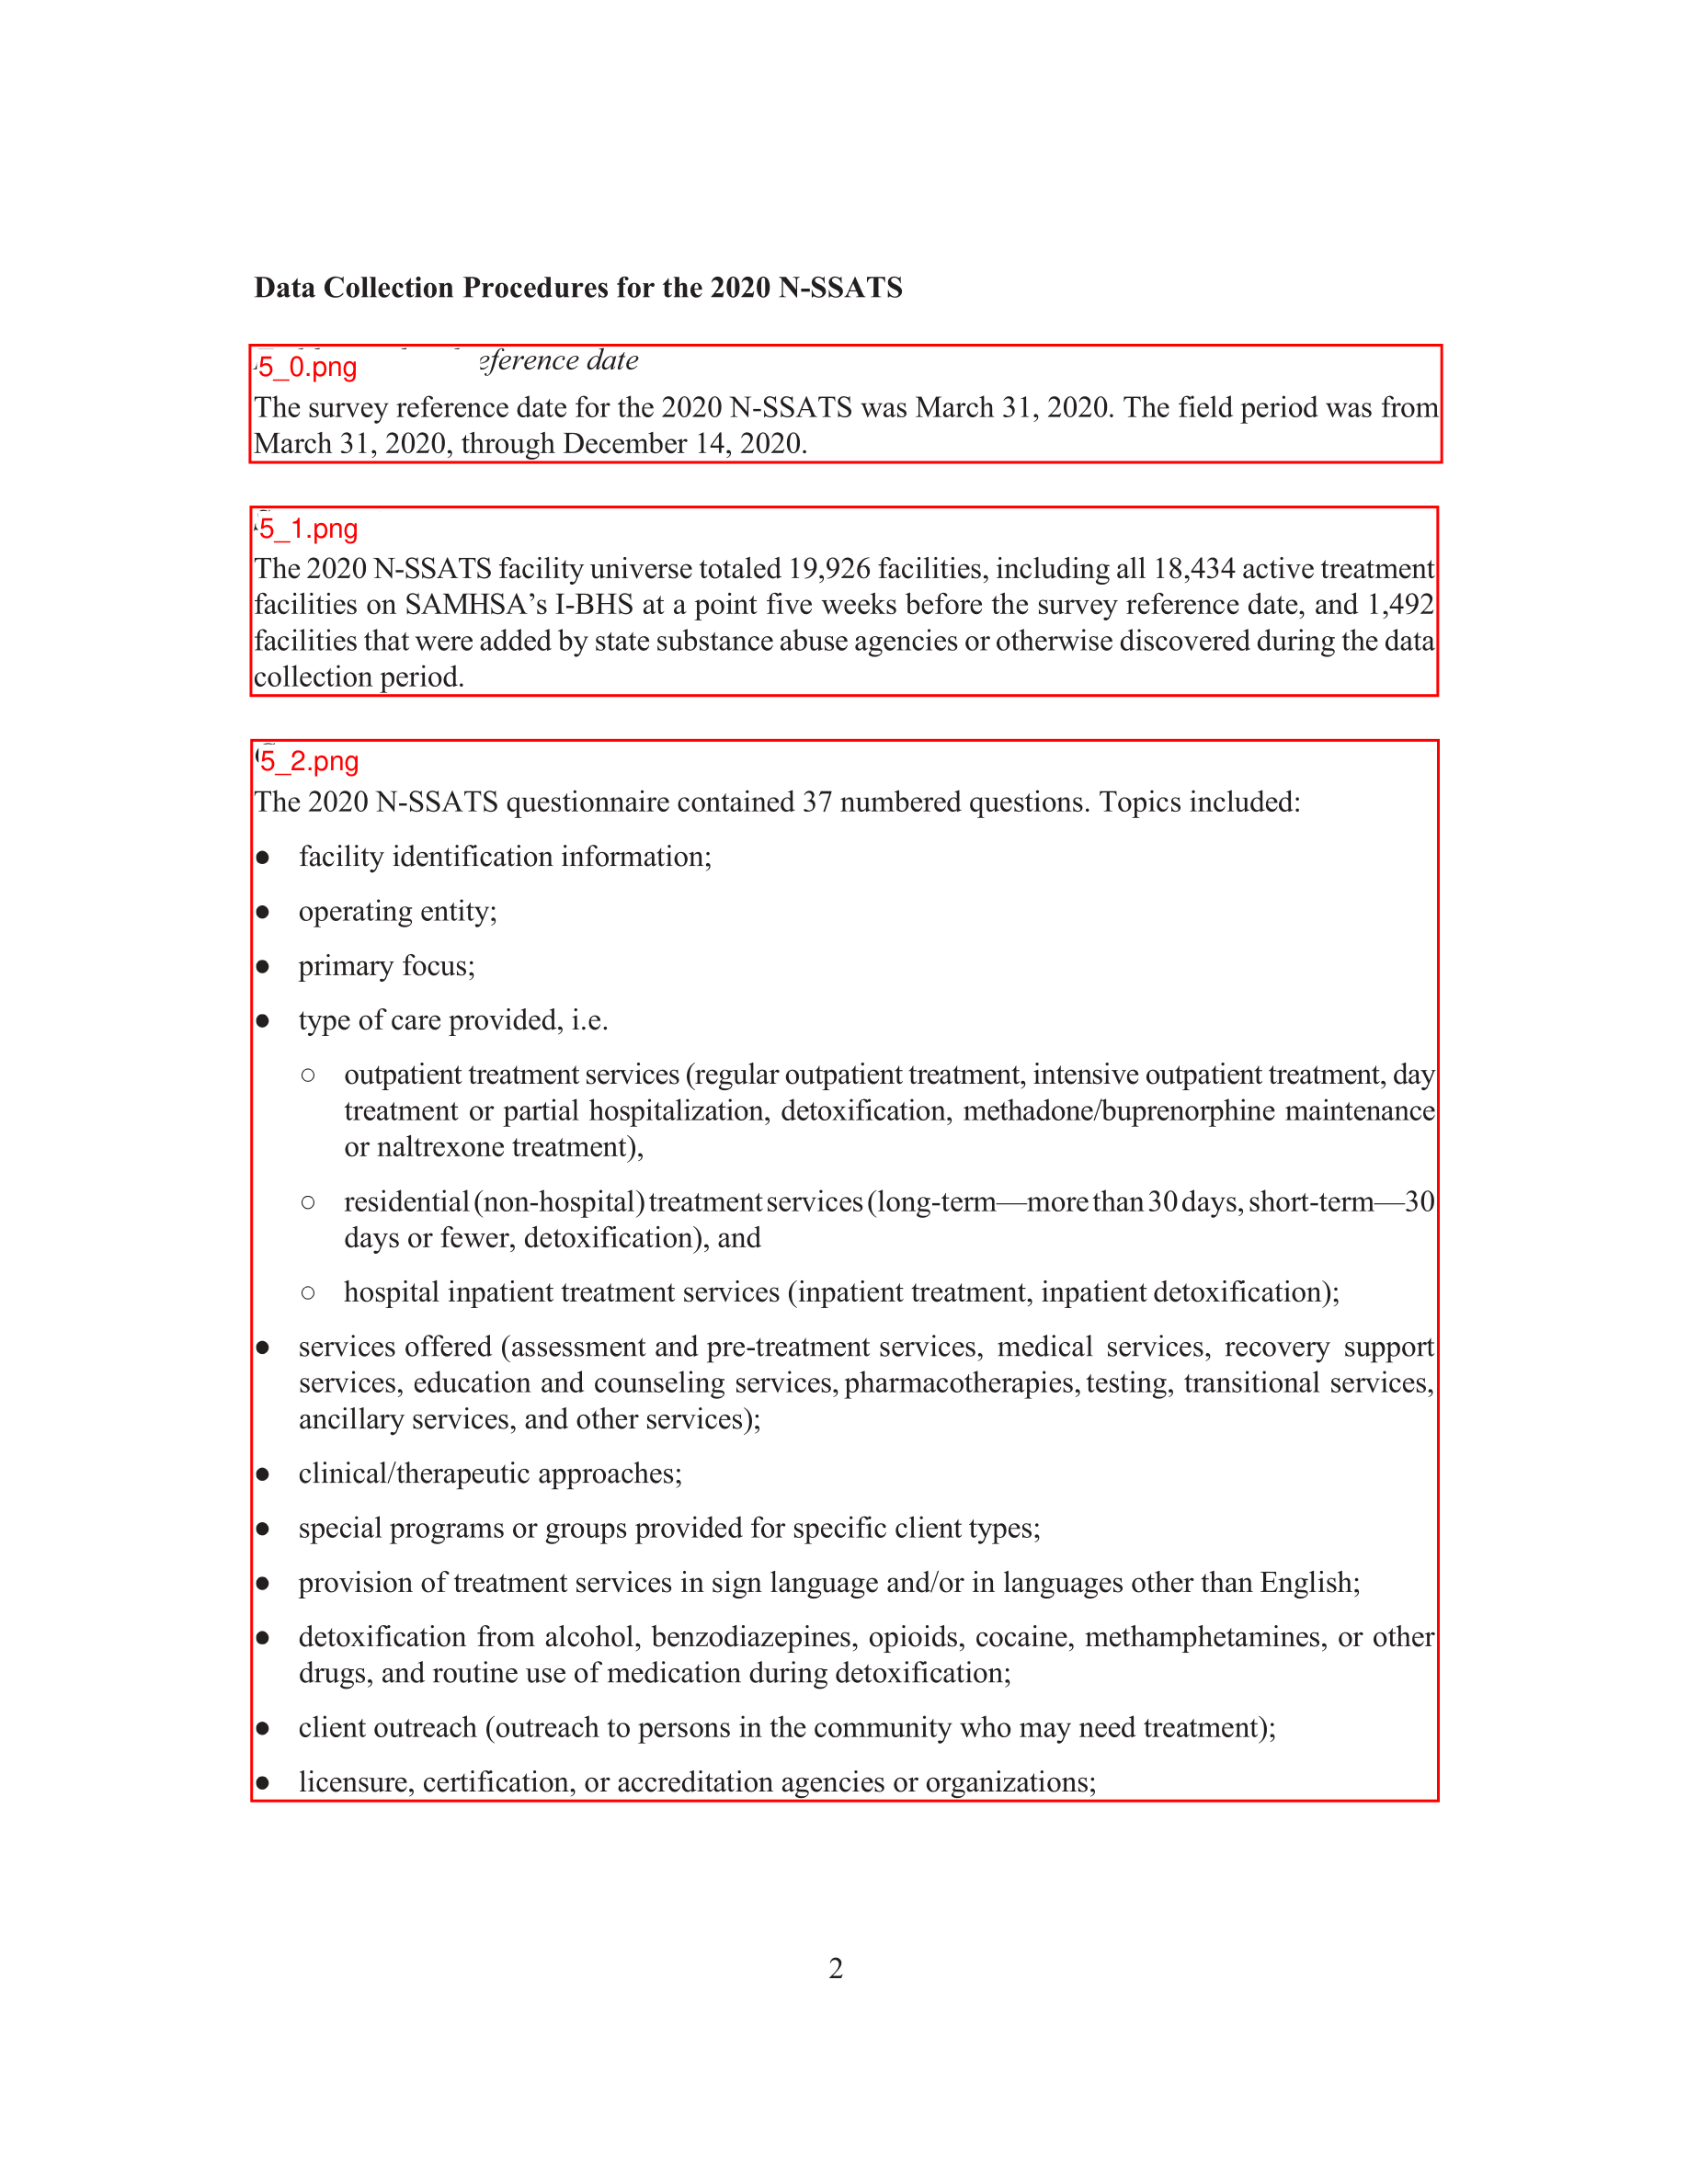 Data Collection Procedures for the 2020 N-SSATS
5_0.png
eference date
The survey reference date for the 2020 N-SSATS was March 31, 2020. The field period was from
March 31, 2020, through December 14, 2020.
5_1.png
The 2020 N-SSATS facility universe totaled 19,926 facilities, including all 18,434 active treatment
facilities on SAMHSA’s I-BHS at a point five weeks before the survey reference date, and 1,492
facilities that were added by state substance abuse agencies or otherwise discovered during the data
collection period.
5_2.png
The 2020 N-SSATS questionnaire contained 37 numbered questions. Topics included:
● facility identification information;
● operating entity;
● primary focus;
● type of care provided, i.e.
○ outpatient treatment services (regular outpatient treatment, intensive outpatient treatment, day
treatment or partial hospitalization, detoxification, methadone/buprenorphine maintenance
or naltrexone treatment),
○ residential (non-hospital) treatment services (long-term—more than 30 days, short-term—30
days or fewer, detoxification), and
○ hospital inpatient treatment services (inpatient treatment, inpatient detoxification);
● services offered (assessment and pre-treatment services, medical services, recovery support
services, education and counseling services, pharmacotherapies, testing, transitional services,
ancillary services, and other services);
● clinical/therapeutic approaches;
● special programs or groups provided for specific client types;
● provision of treatment services in sign language and/or in languages other than English;
● detoxification from alcohol, benzodiazepines, opioids, cocaine, methamphetamines, or other
drugs, and routine use of medication during detoxification;
● client outreach (outreach to persons in the community who may need treatment);
● licensure, certification, or accreditation agencies or organizations;
2